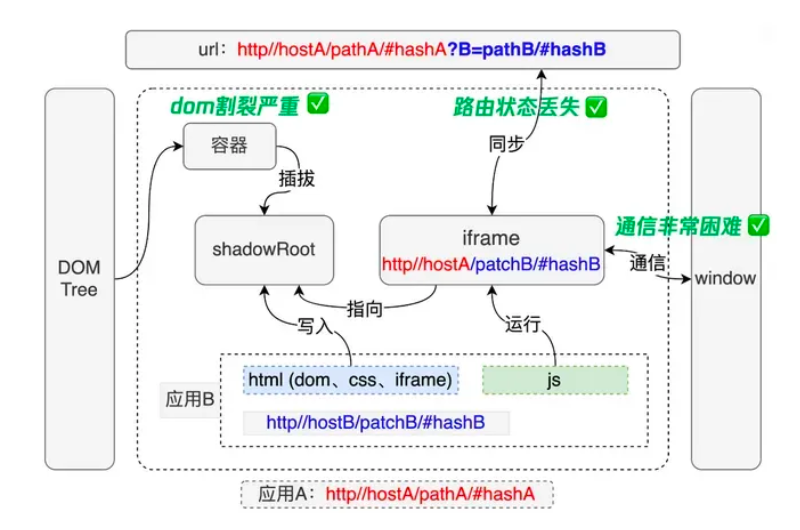 url：http//hostA/pathA/#hashA?B=pathB/#hashB
dom割裂严重
路由状态丢失
容器
同步
插拔
通信非常困难
shadowRoot
iframe
http//hostA/patchB/#hashB
通信
DOM
Tree
window
指向
写入
运行
html (dom、css、iframe)
js
应用B
http//hostB/patchB/#hashB
应用A：http//hostA/pathA/#hashA